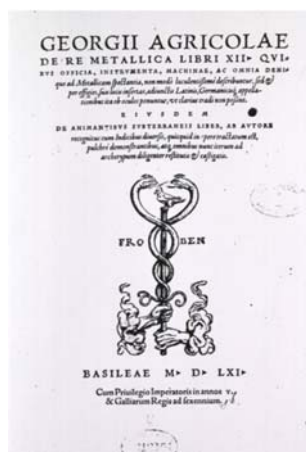 GEORGII AGRICOLAE
DE RE METALLICA LIBRI XII▸ QVI-
BVS OFFICIA, INSTRVMENTA, MACHINAE, AC OMNIA DENI-
que ad Metallicam spectantia, non modò luculentissimè describuntur, sed &
per effigies, suis locis insertas, adiunctis Latinis, Germanicisq; appella-
tionibus ita ob oculos ponuntur, ut clarius tradi non possint.
EIVSDEM
DE ANIMANTIBVS SVBTERRANEIS LIBER, AB AVTORE
recognitus: cum Indicibus diuersis, quicquid in opere tractatum est,
pulchrè demonstrantibus, atq; omnibus nunc iterum ad
archetypum diligenter restitutis & castigatis.
FRO BEN
BASILEAE M▸ D▸ LXI▸
Cum Priuilegio Imperatoris in annos
& Galliarum Regis ad sexennium.